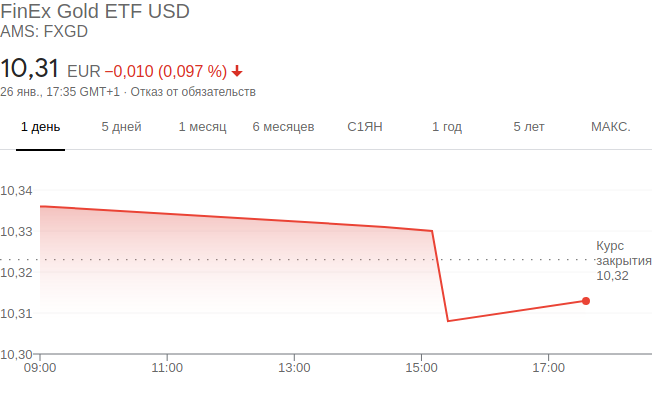 FinEx Gold ETF USD
AMS: FXGD
10,31 EUR −0,010 (0,097 %)
26 янв., 17:35 GMT+1 · Отказ от обязательств
1 день 5 дней 1 месяц 6 месяцев С1ЯН 1 год 5 лет МАКС.
10,34
10,33
Курс
закрытия
10,32
10,32
10,31
10,30
09:00 11:00 13:00 15:00 17:00